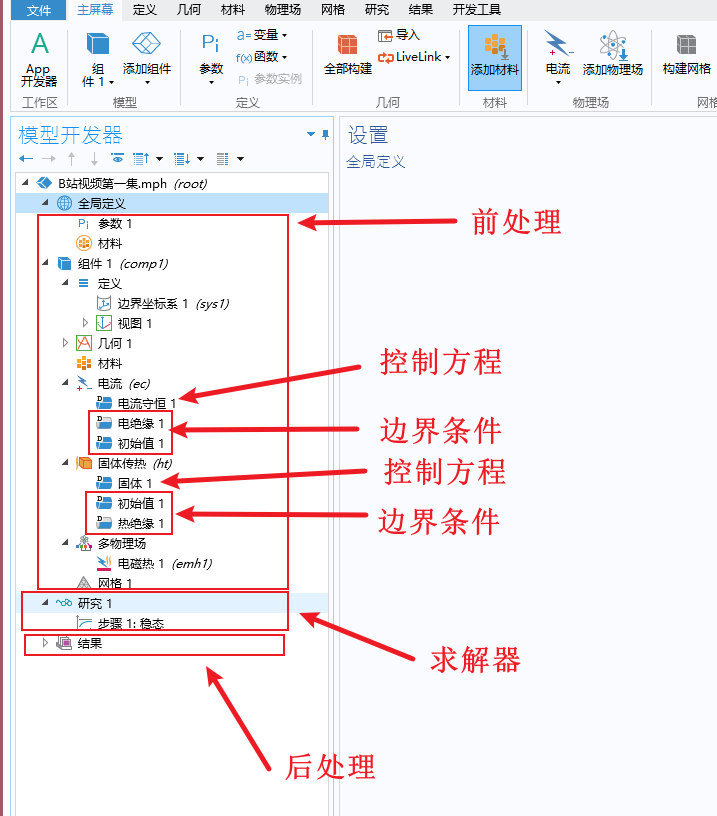 文件 主屏幕 定义 几何 材料 物理场 网格 研究 结果 开发工具
A
App
开发器
工作区
组
件 1
添加组件
模型
Pi
参数
a= 变量
f(x) 函数
Pi 参数实例
定义
全部构建
导入
LiveLink
几何
添加材料
材料
电流
添加物理场
物理场
构建网格
网格
模型开发器
B站视频第一集.mph (root)
全局定义
Pi 参数 1
材料
组件 1 (comp1)
定义
边界坐标系 1 (sys1)
视图 1
几何 1
材料
电流 (ec)
D 电流守恒 1
D 电绝缘 1
D 初始值 1
固体传热 (ht)
D 固体 1
D 初始值 1
D 热绝缘 1
多物理场
电磁热 1 (emh1)
网格 1
研究 1
步骤 1: 稳态
结果
设置
全局定义
前处理
控制方程
边界条件
控制方程
边界条件
求解器
后处理